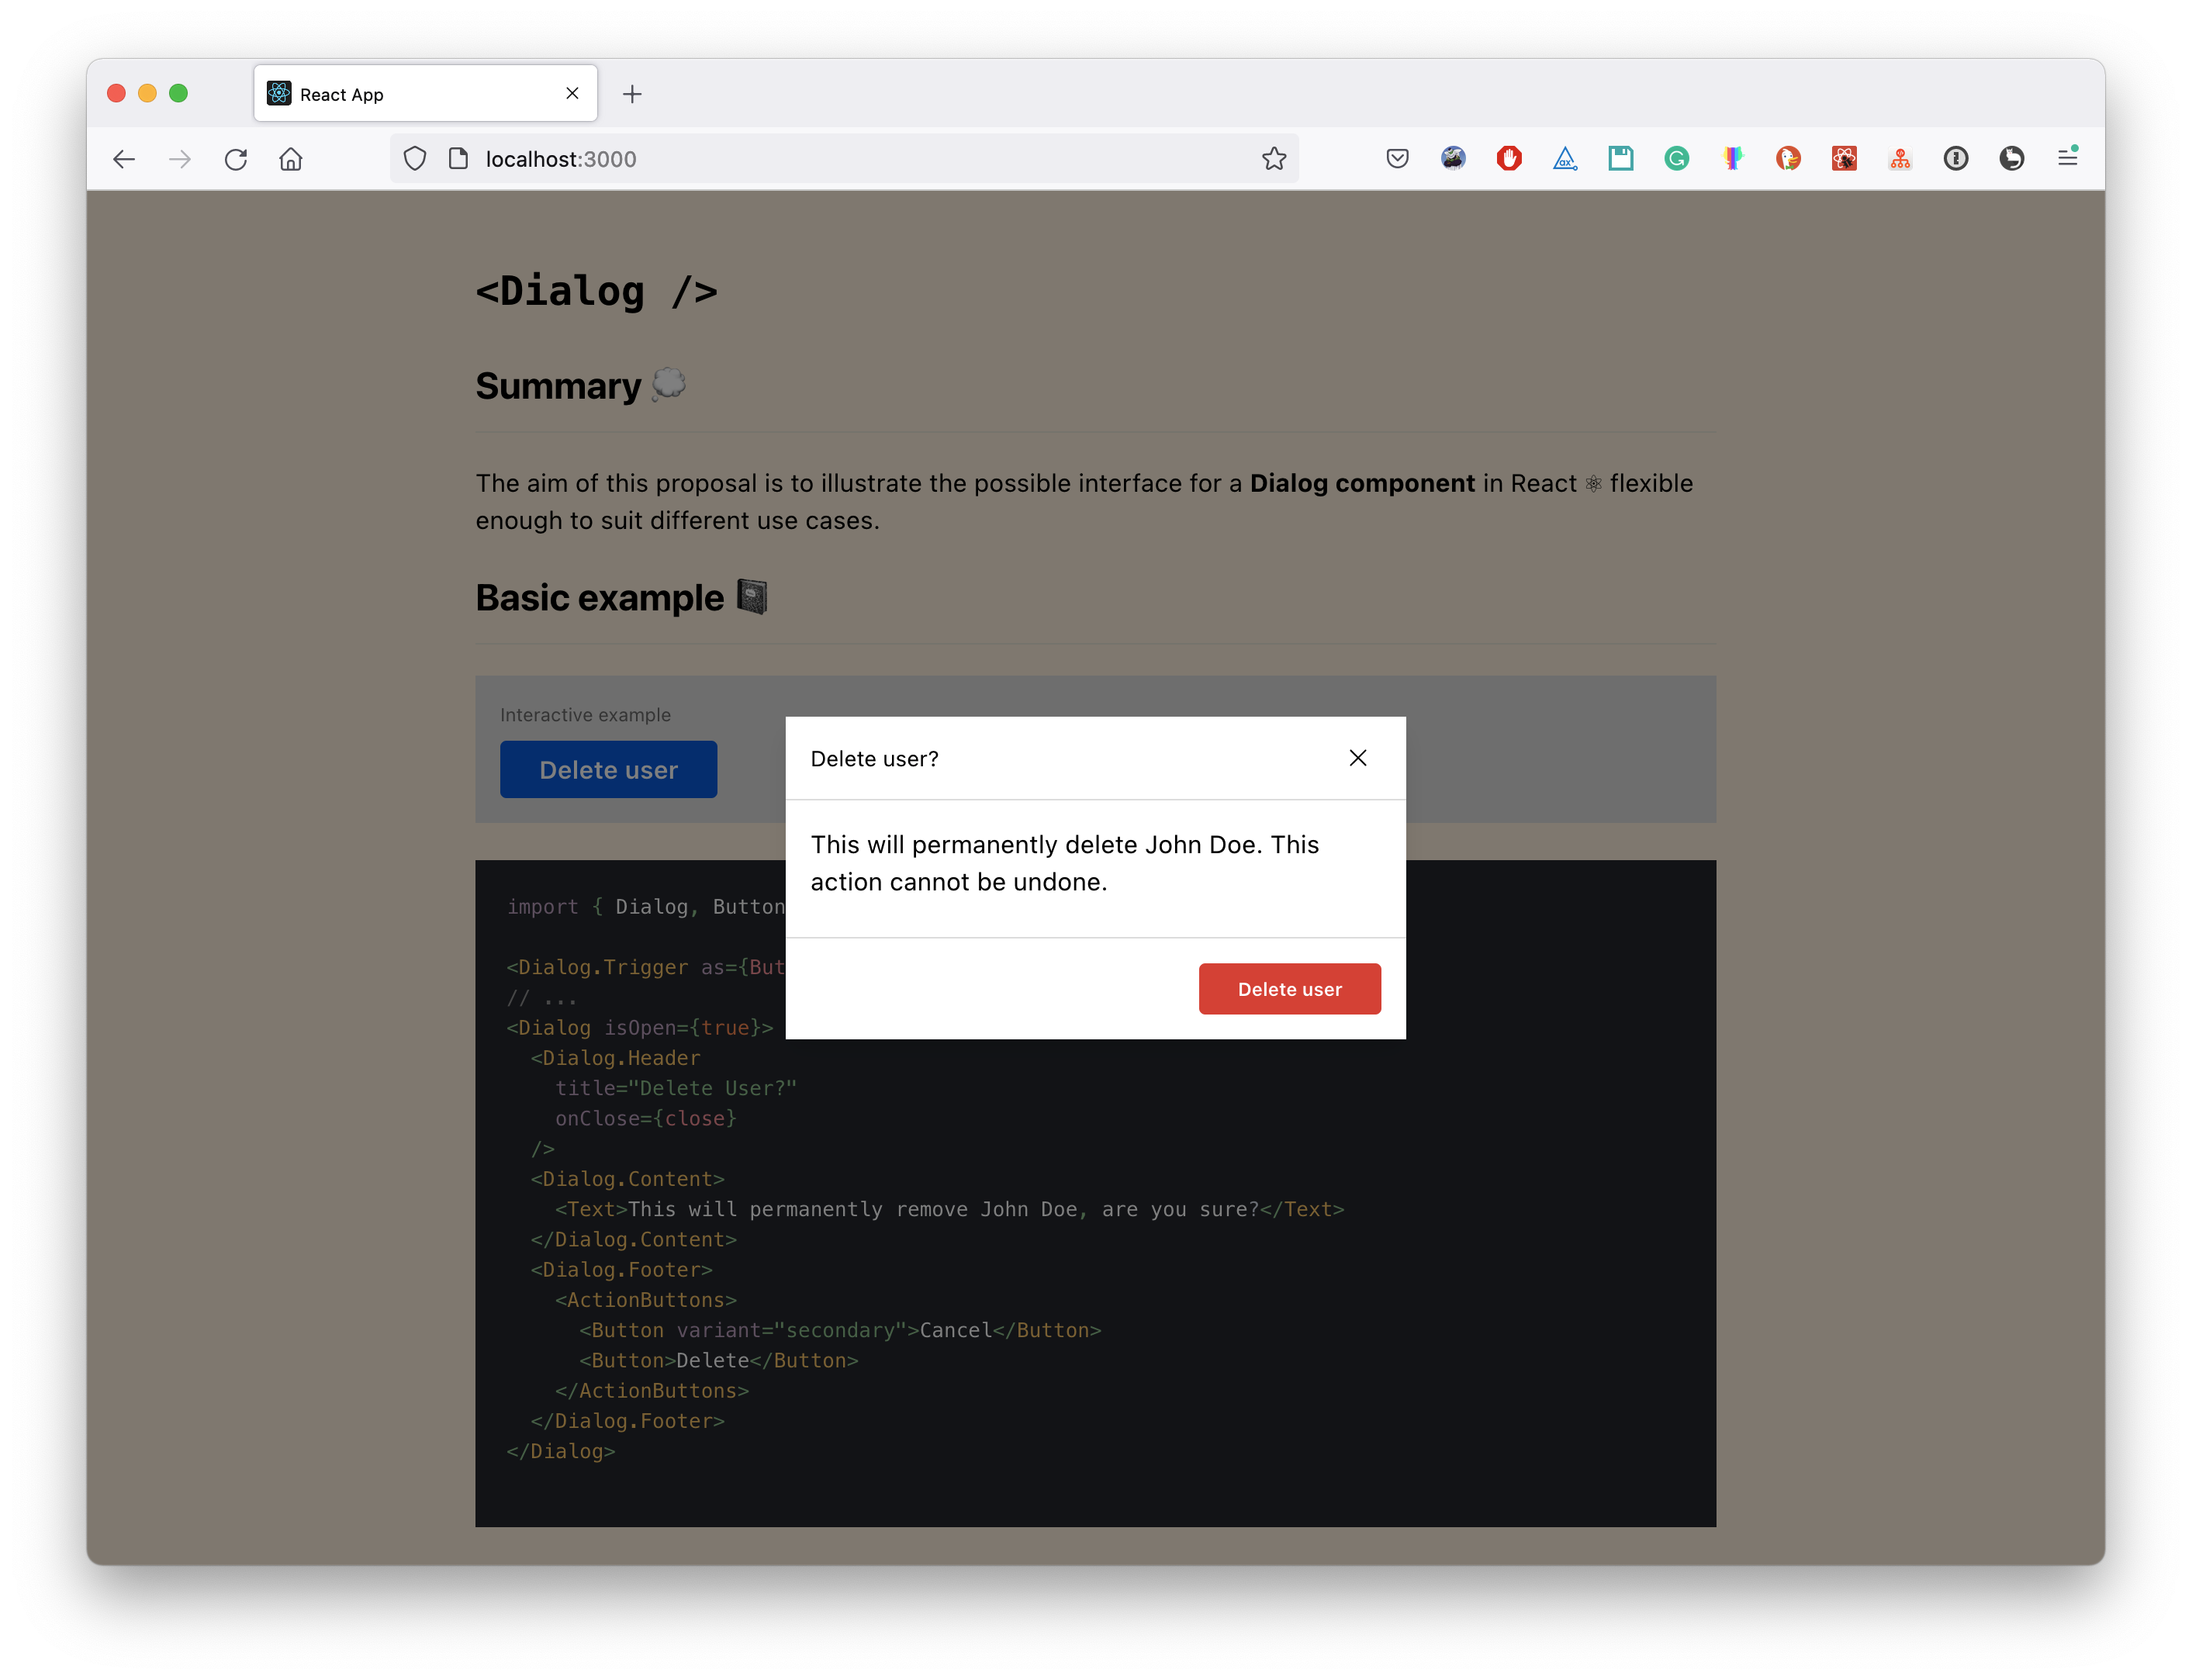 React App
localhost:3000
<Dialog />
Summary 💭
The aim of this proposal is to illustrate the possible interface for a Dialog component in React ⚛ flexible
enough to suit different use cases.
Basic example 📓
Interactive example
Delete user
Delete user?
This will permanently delete John Doe. This
action cannot be undone.
Delete user
import { Dialog, Button
<Dialog.Trigger as={But
// ...
<Dialog isOpen={true}>
  <Dialog.Header
    title="Delete User?"
    onClose={close}
  />
  <Dialog.Content>
    <Text>This will permanently remove John Doe, are you sure?</Text>
  </Dialog.Content>
  <Dialog.Footer>
    <ActionButtons>
      <Button variant="secondary">Cancel</Button>
      <Button>Delete</Button>
    </ActionButtons>
  </Dialog.Footer>
</Dialog>